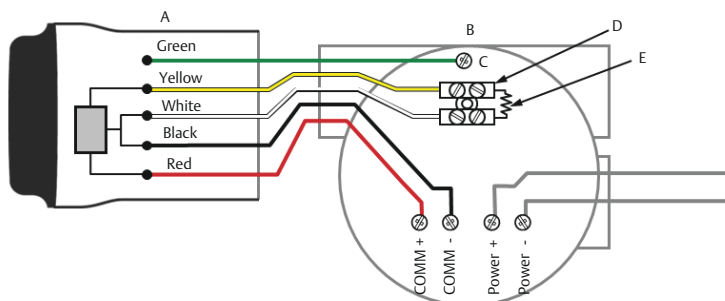 A
B
D
Green
C
E
Yellow
White
Black
Red
COMM +
COMM -
Power +
Power -